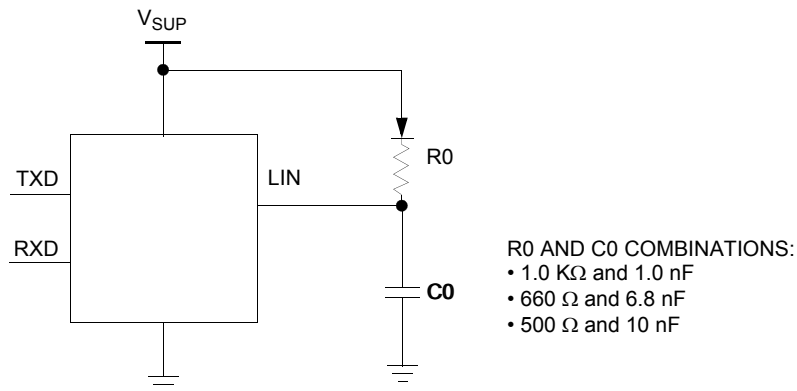 VSUP
R0
TXD
LIN
RXD
C0
R0 AND C0 COMBINATIONS:
• 1.0 KΩ and 1.0 nF
• 660 Ω and 6.8 nF
• 500 Ω and 10 nF